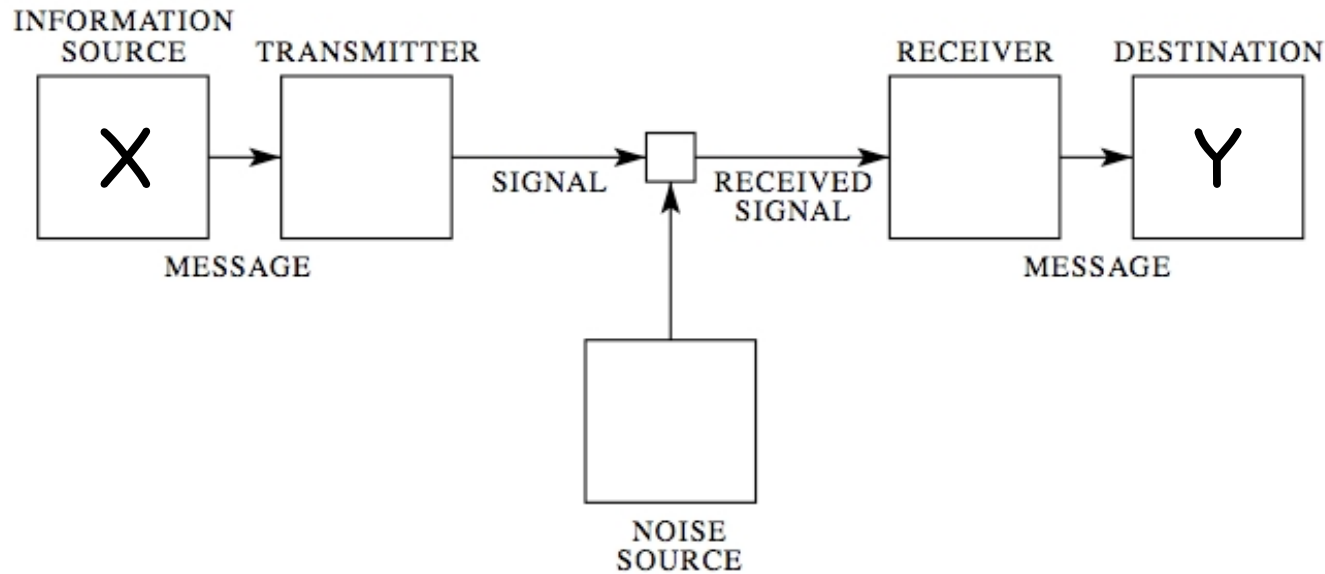 INFORMATION
SOURCE
TRANSMITTER
RECEIVER
DESTINATION
X
Y
SIGNAL
RECEIVED
SIGNAL
MESSAGE
MESSAGE
NOISE
SOURCE